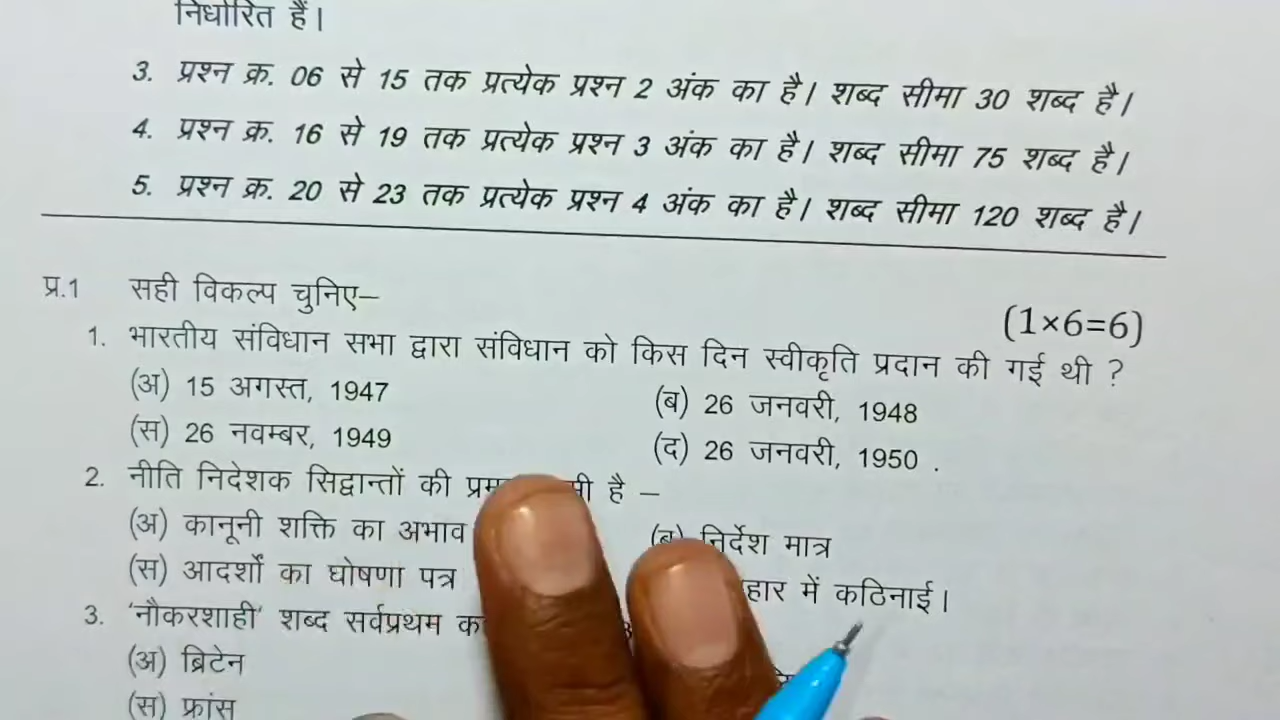 निर्धारित हैं।
3. प्रश्न क्र. 06 से 15 तक प्रत्येक प्रश्न 2 अंक का है। शब्द सीमा 30 शब्द है।
4. प्रश्न क्र. 16 से 19 तक प्रत्येक प्रश्न 3 अंक का है। शब्द सीमा 75 शब्द है।
5. प्रश्न क्र. 20 से 23 तक प्रत्येक प्रश्न 4 अंक का है। शब्द सीमा 120 शब्द है।
प्र.1 सही विकल्प चुनिए–
(1×6=6)
1. भारतीय संविधान सभा द्वारा संविधान को किस दिन स्वीकृति प्रदान की गई थी ?
(अ) 15 अगस्त, 1947 (ब) 26 जनवरी, 1948
(स) 26 नवम्बर, 1949 (द) 26 जनवरी, 1950 .
2. नीति निदेशक सिद्वान्तों की है –
(अ) कानूनी शक्ति का अभाव (ब) निर्देश मात्र
(स) आदर्शों का घोषणा पत्र में कठिनाई।
3. 'नौकरशाही' शब्द सर्वप्रथम
(अ) ब्रिटेन
(स) फ्रांस